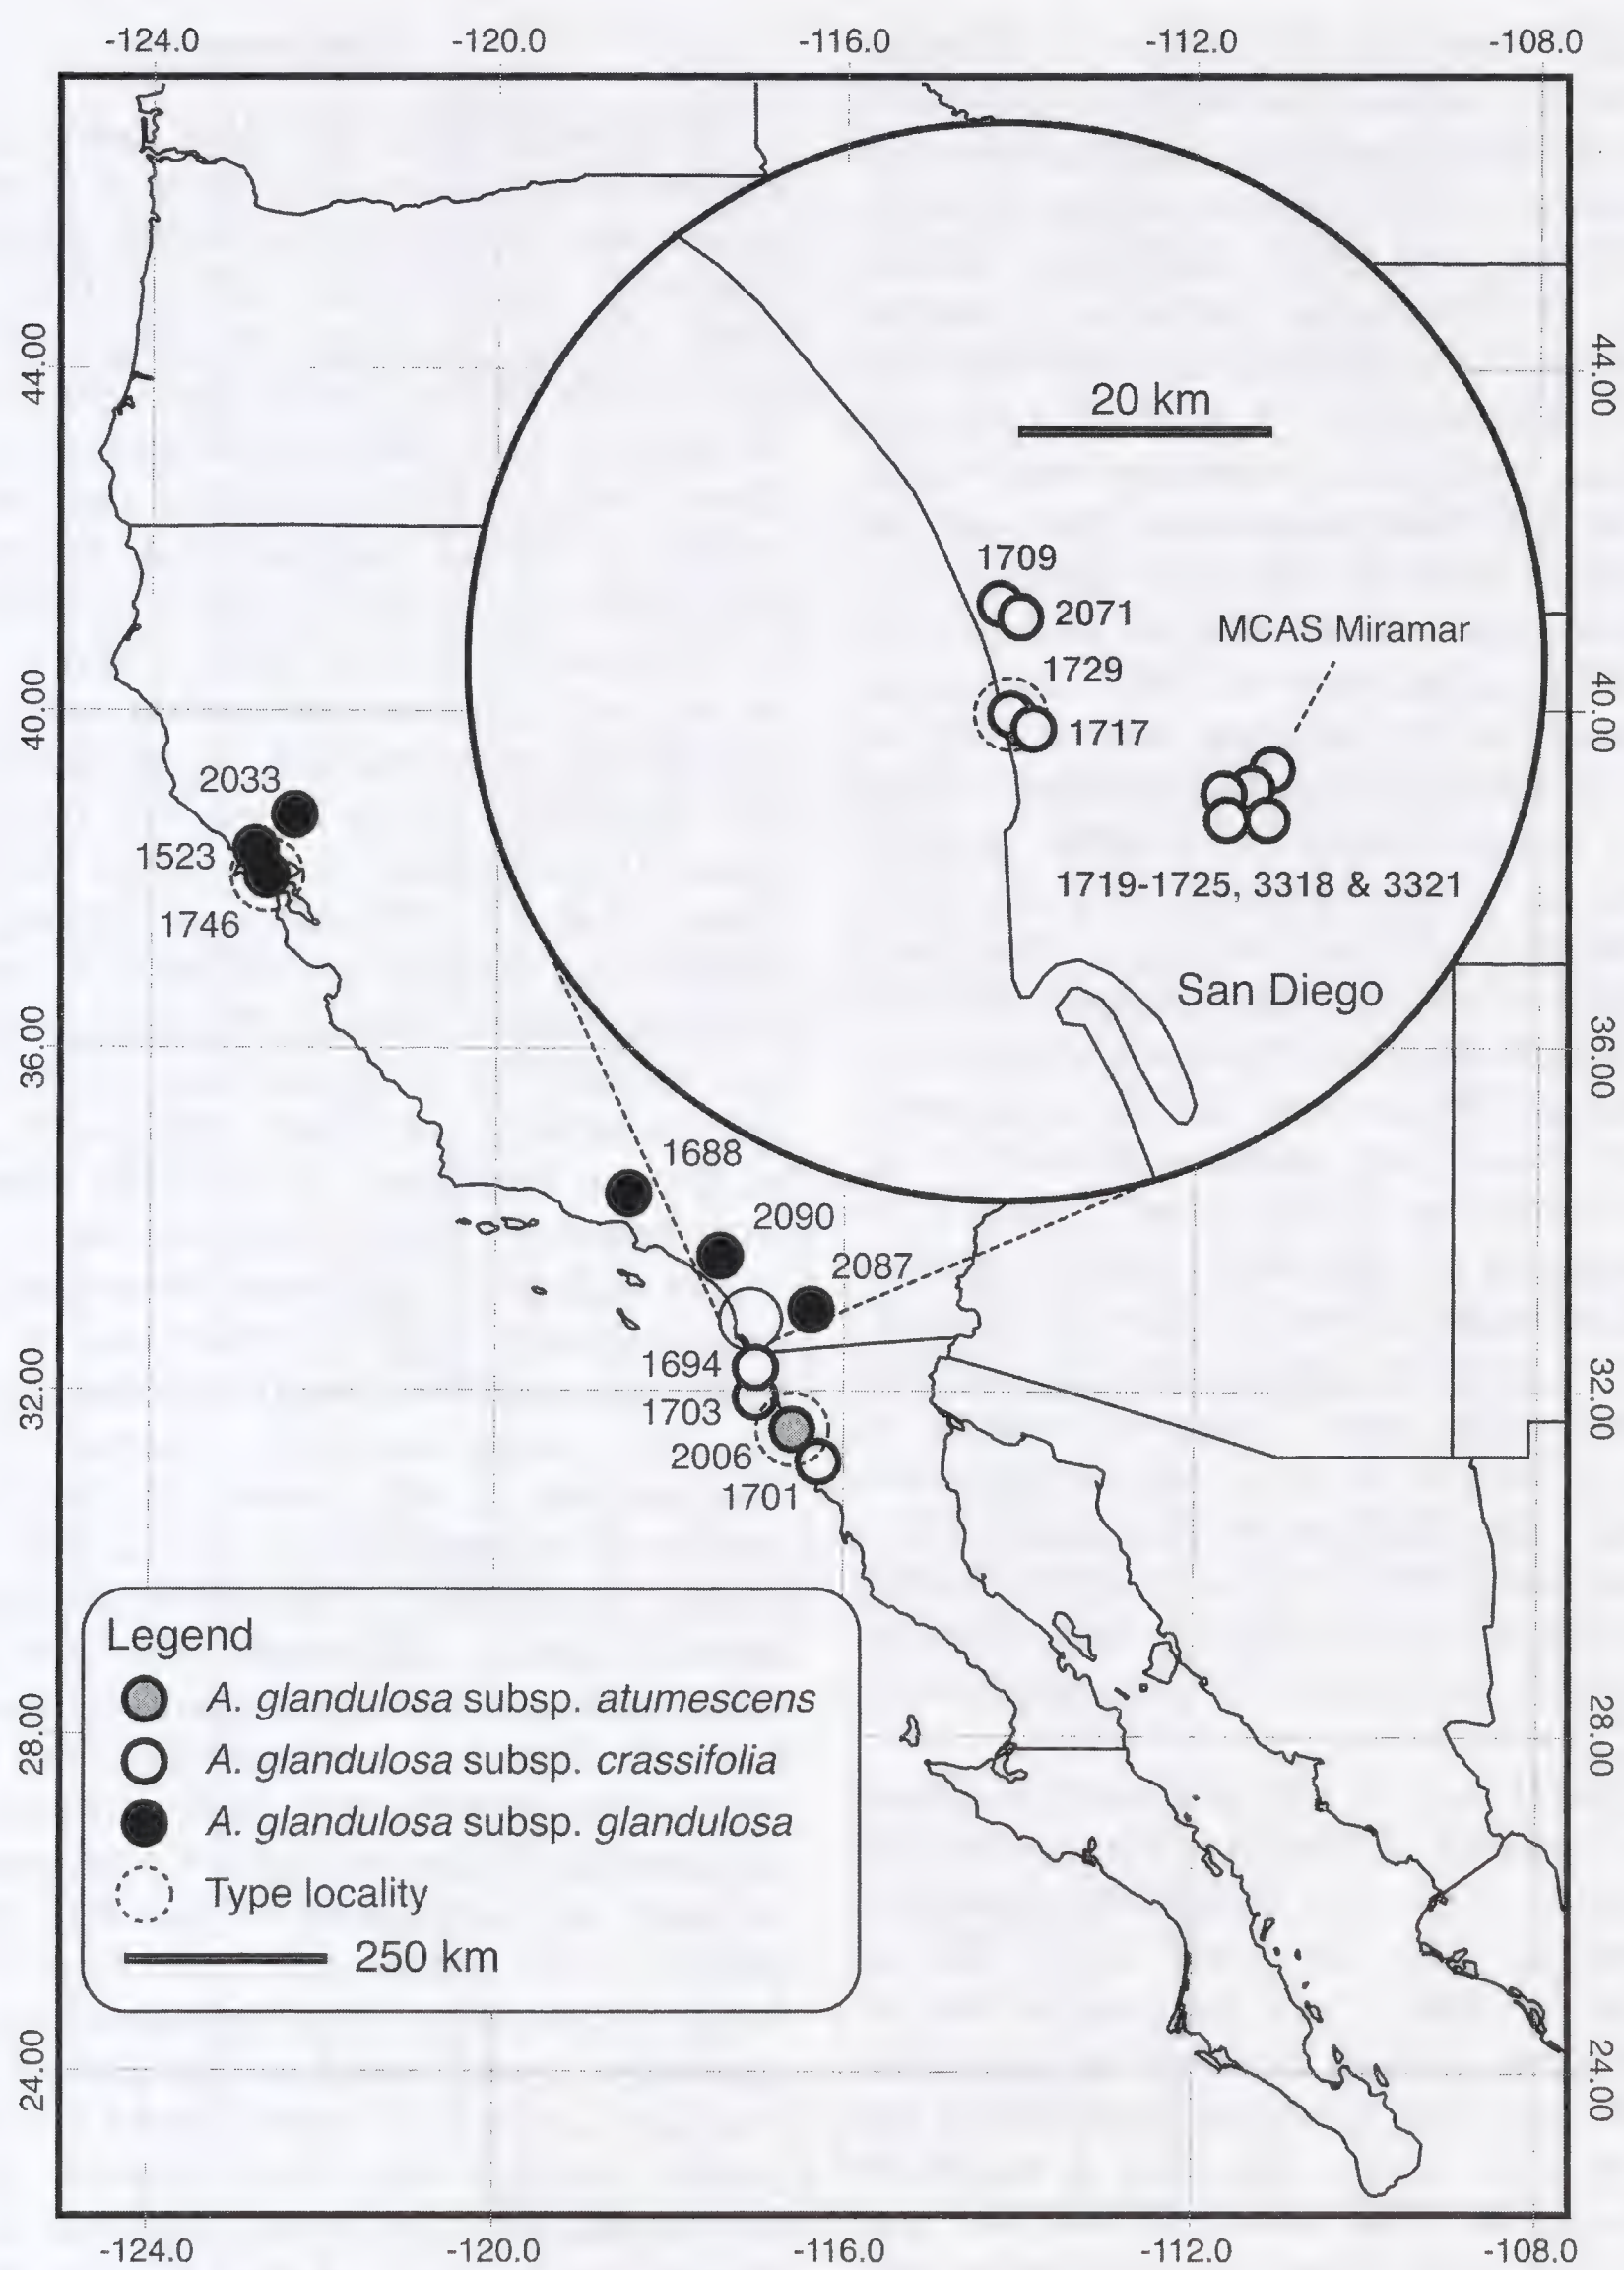 -124.0 -120.0 -116.0 -112.0 -108.0
44.00 44.00
20 km
1709
2071
MCAS Miramar
1729
1717
40.00 40.00
2033
1523
1746
1719-1725, 3318 & 3321
San Diego
36.00 36.00
1688
2090
2087
1694
32.00 32.00
1703
2006
1701
Legend
A. glandulosa subsp. atumescens
A. glandulosa subsp. crassifolia
A. glandulosa subsp. glandulosa
Type locality
250 km
28.00 28.00
24.00 24.00
-124.0 -120.0 -116.0 -112.0 -108.0